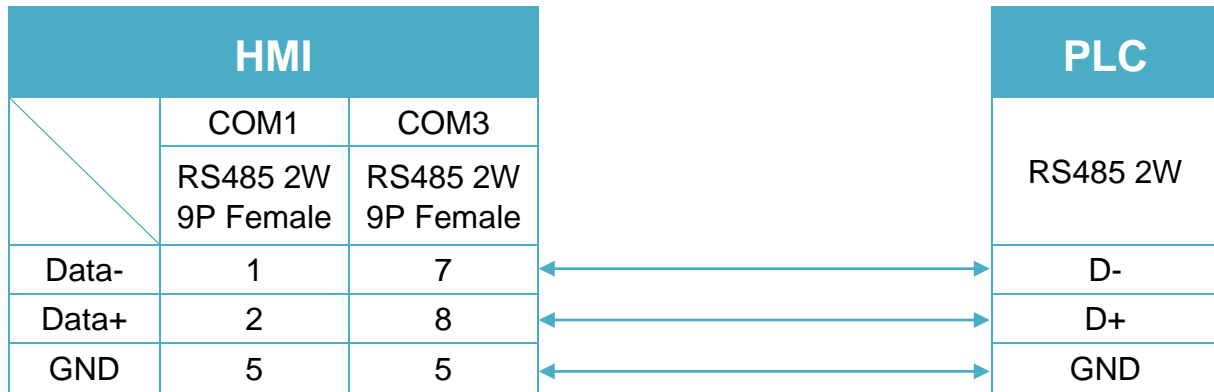 HMI
PLC
COM1 COM3
RS485 2W
9P Female
RS485 2W
9P Female
RS485 2W
Data- 1 7 D-
Data+ 2 8 D+
GND 5 5 GND